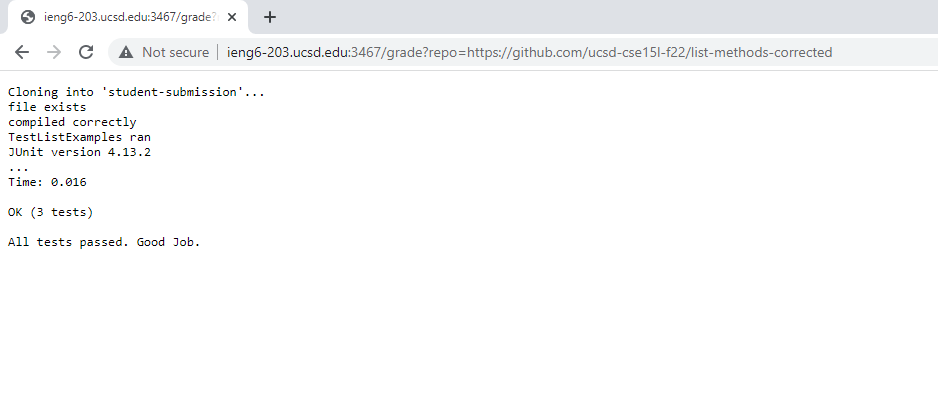 ieng6-203.ucsd.edu:3467/grade?
Not secure
ieng6-203.ucsd.edu:3467/grade?repo=https://github.com/ucsd-cse15l-f22/list-methods-corrected
Cloning into 'student-submission'...
file exists
compiled correctly
TestListExamples ran
JUnit version 4.13.2
...
Time: 0.016
OK (3 tests)
All tests passed. Good Job.